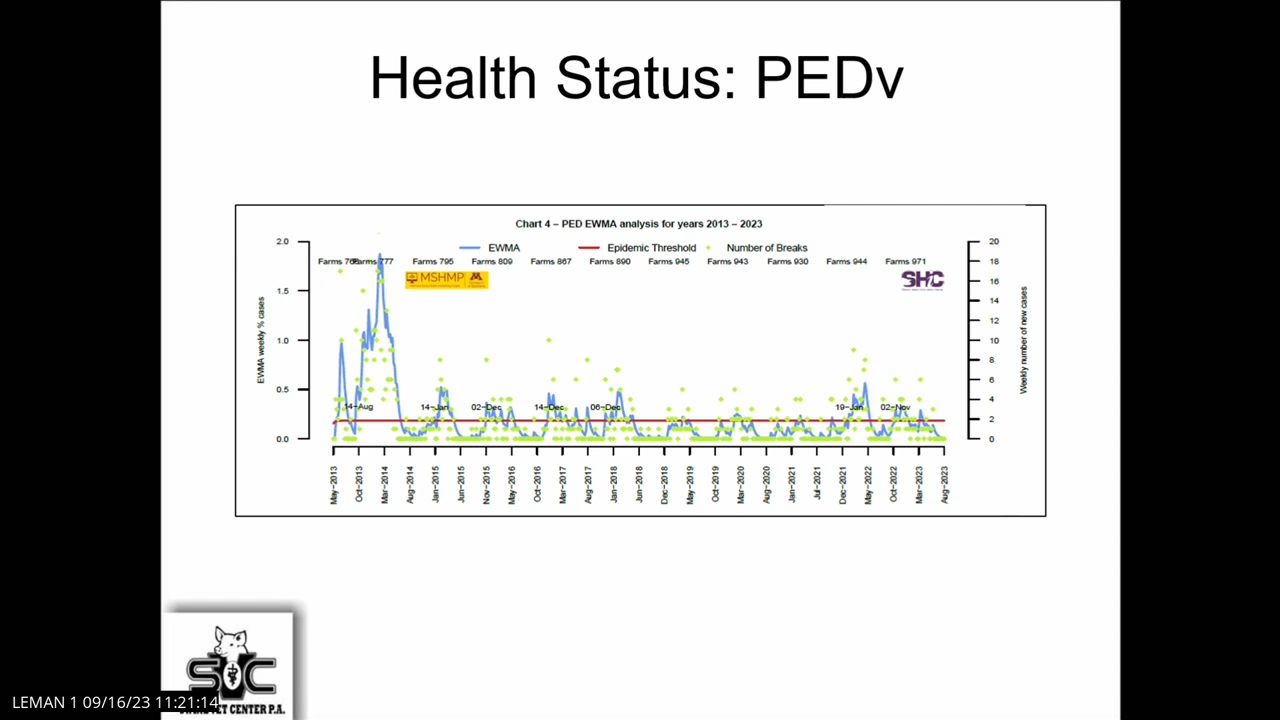 Health Status: PEDv
Chart 4 – PED EWMA analysis for years 2013 – 2023
EWMA
Epidemic Threshold
Number of Breaks
Farms 777 Farms 795 Farms 809 Farms 867 Farms 890 Farms 945 Farms 943 Farms 930 Farms 944 Farms 971
MSHMP
SHC
2.0
1.5
1.0
0.5
0.0
EWMA weekly % cases
14-Aug 14-Jan 02-Dec 14-Dec 06-Dec 19-Jan 02-Nov
20
18
16
14
12
10
8
6
4
2
0
Weekly number of new cases
May-2013
Oct-2013
Mar-2014
Aug-2014
Jan-2015
Jun-2015
Nov-2015
May-2016
Oct-2016
Mar-2017
Aug-2017
Jan-2018
Jun-2018
Dec-2018
May-2019
Oct-2019
Mar-2020
Aug-2020
Jan-2021
Jul-2021
Dec-2021
May-2022
Oct-2022
Mar-2023
Aug-2023
SVC
VET CENTER P.A.
LEMAN 1 09/16/23 11:21:14